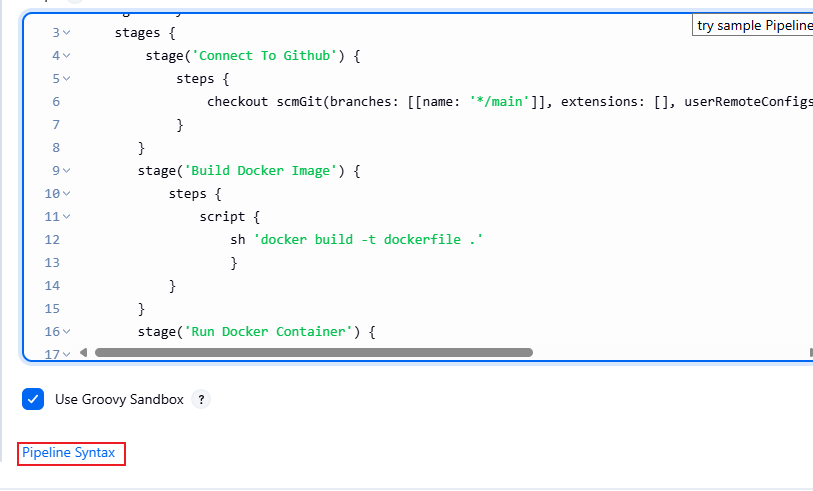 try sample Pipeline
3 stages {
4 stage('Connect To Github') {
5 steps {
6 checkout scmGit(branches: [[name: '*/main']], extensions: [], userRemoteConfigs
7 }
8 }
9 stage('Build Docker Image') {
10 steps {
11 script {
12 sh 'docker build -t dockerfile .'
13 }
14 }
15 }
16 stage('Run Docker Container') {
17
Use Groovy Sandbox ?
Pipeline Syntax